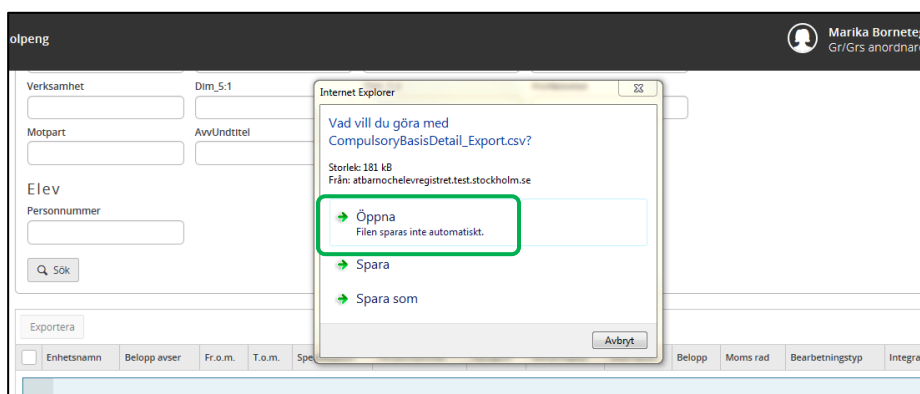 olpeng
Marika Borneteg
Gr/Grs anordnare
Verksamhet
Dim_5:1
Motpart
AvvUndtitel
Elev
Personnummer
Sök
Internet Explorer
Vad vill du göra med
CompulsoryBasisDetail_Export.csv?
Storlek: 181 kB
Från: atbarnochelevregistret.test.stockholm.se
Öppna
Filen sparas inte automatiskt.
Spara
Spara som
Avbryt
Exportera
Enhetsnamn Belopp avser Fr.o.m. T.o.m. Spe Belopp Moms rad Bearbetningstyp Integra